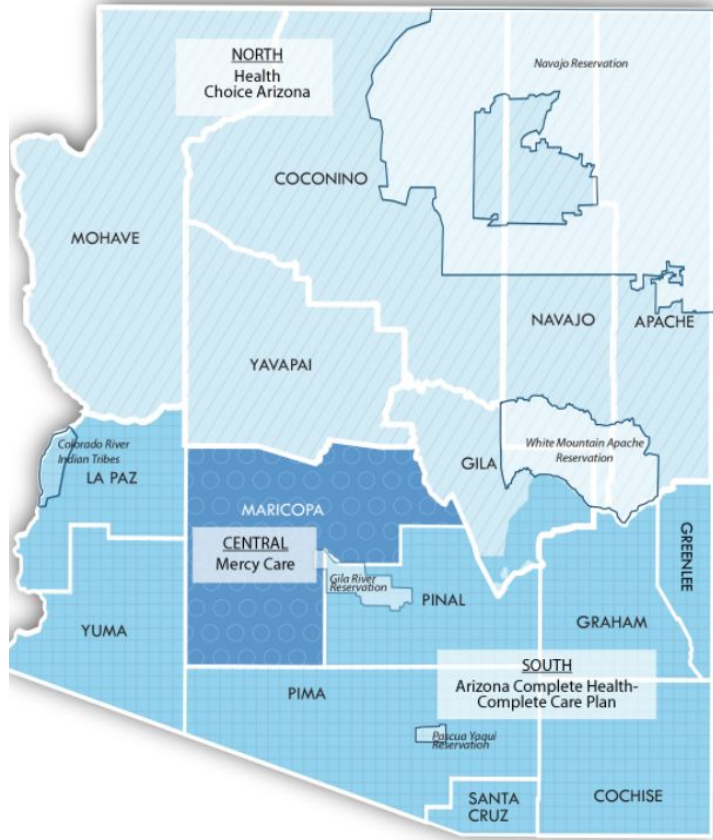 NORTH
Health
Choice Arizona
Navajo Reservation
COCONINO
MOHAVE
NAVAJO
APACHE
YAVAPAI
Colorado River
Indian Tribes
LA PAZ
White Mountain Apache
Reservation
GILA
MARICOPA
GREENLEE
CENTRAL
Mercy Care
Gila River
Reservation
PINAL
GRAHAM
YUMA
SOUTH
Arizona Complete Health-
Complete Care Plan
PIMA
Pascua Yaqui
Reservation
SANTA
CRUZ
COCHISE